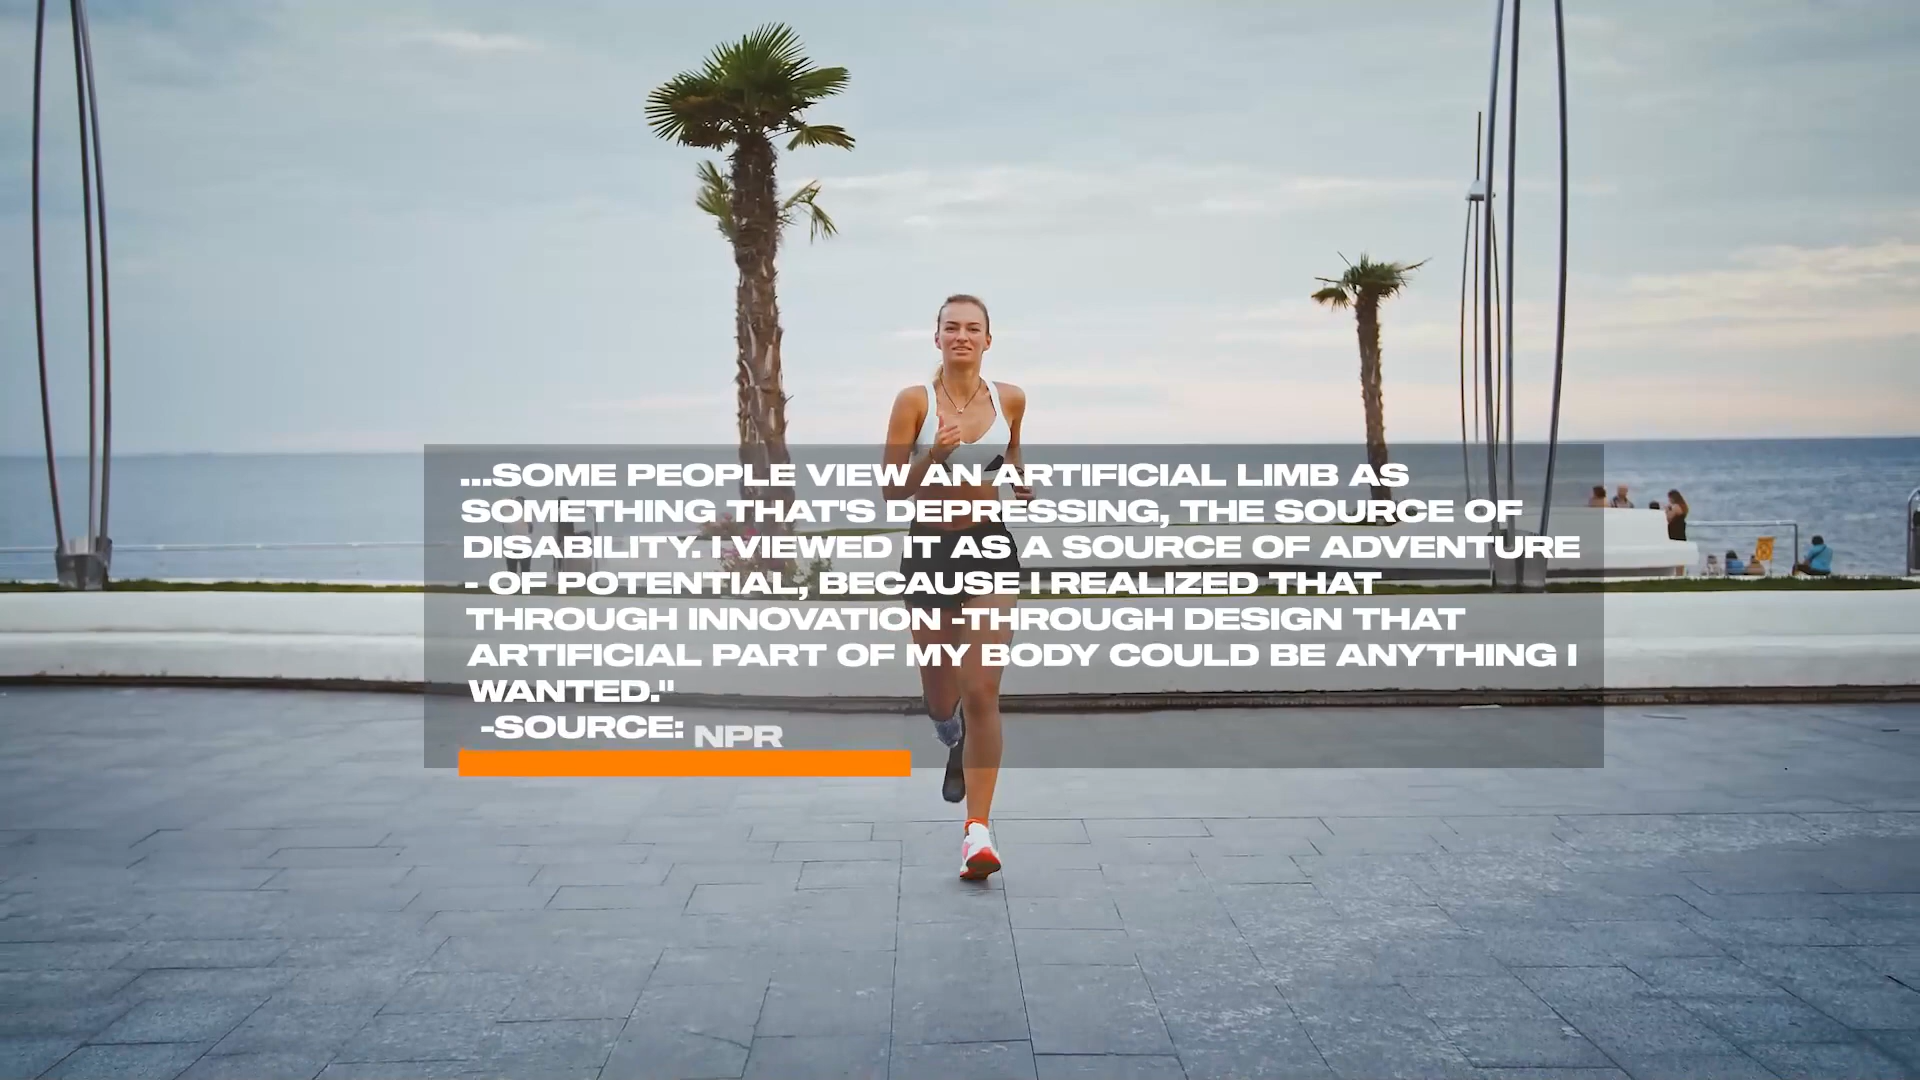 ...SOME PEOPLE VIEW AN ARTIFICIAL LIMB AS
SOMETHING THAT'S DEPRESSING, THE SOURCE OF
DISABILITY. I VIEWED IT AS A SOURCE OF ADVENTURE
- OF POTENTIAL, BECAUSE I REALIZED THAT
THROUGH INNOVATION -THROUGH DESIGN THAT
ARTIFICIAL PART OF MY BODY COULD BE ANYTHING I
WANTED."
-SOURCE: NPR